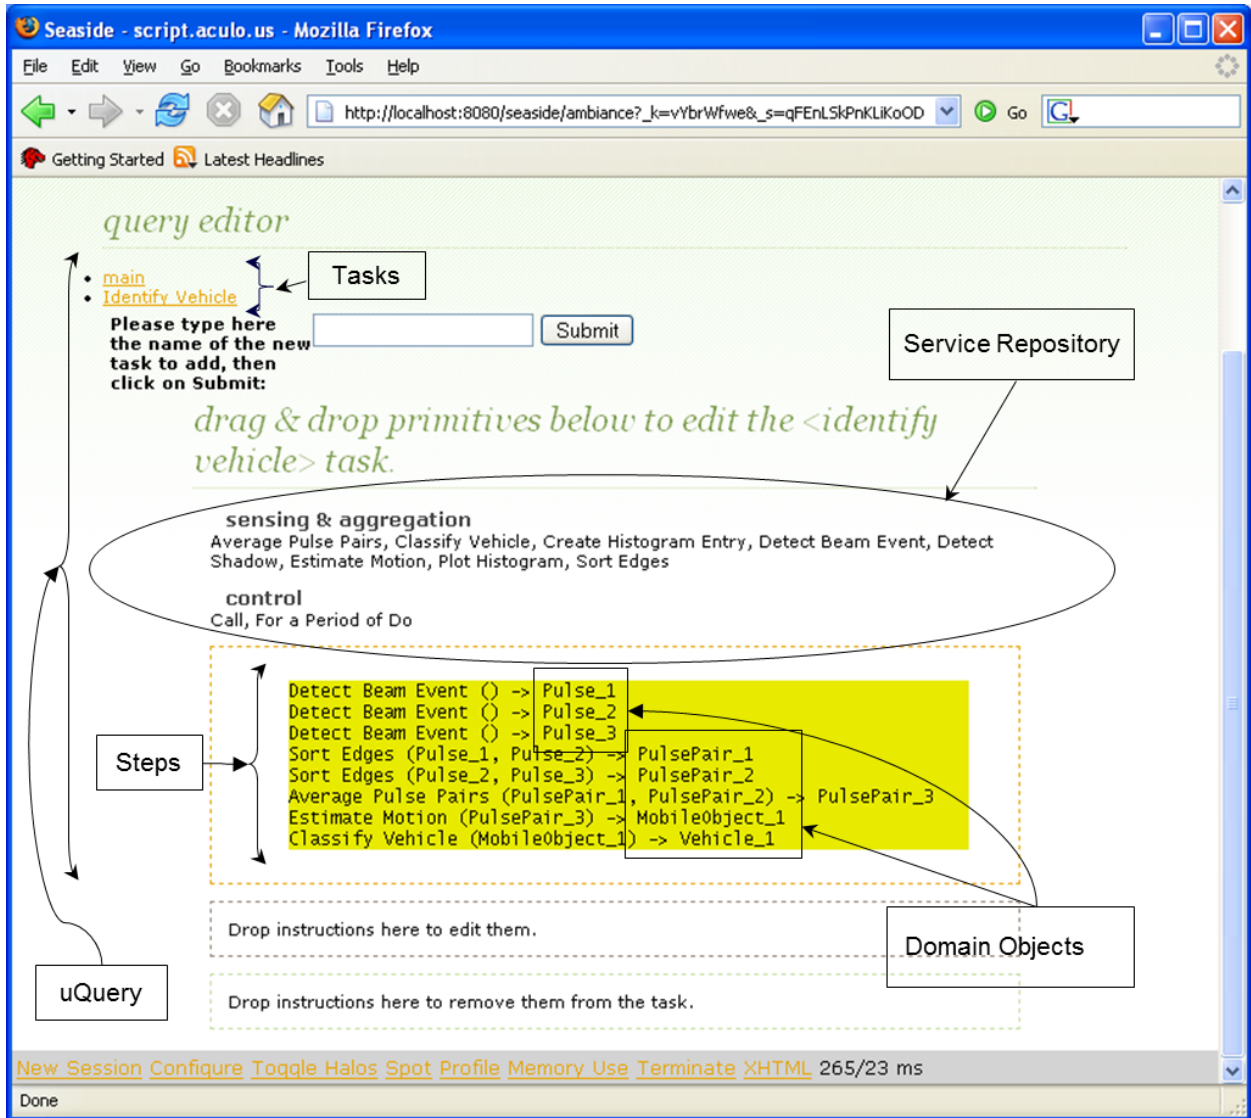 Seaside - script.aculo.us - Mozilla Firefox
File Edit View Go Bookmarks Tools Help
http://localhost:8080/seaside/ambiance?_k=vYbrWfwe&_s=qFEnLSkPnKLiKoOD
Go
G
Getting Started Latest Headlines
query editor
main
Identify Vehicle
Tasks
Please type here
the name of the new
task to add, then
click on Submit:
Submit
Service Repository
drag & drop primitives below to edit the <identify
vehicle> task.
sensing & aggregation
Average Pulse Pairs, Classify Vehicle, Create Histogram Entry, Detect Beam Event, Detect
Shadow, Estimate Motion, Plot Histogram, Sort Edges
control
Call, For a Period of Do
Detect Beam Event () -> Pulse_1
Detect Beam Event () -> Pulse_2
Detect Beam Event () -> Pulse_3
Sort Edges (Pulse_1, Pulse_2) -> PulsePair_1
Sort Edges (Pulse_2, Pulse_3) -> PulsePair_2
Average Pulse Pairs (PulsePair_1, PulsePair_2) -> PulsePair_3
Estimate Motion (PulsePair_3) -> MobileObject_1
Classify Vehicle (MobileObject_1) -> Vehicle_1
Steps
Domain Objects
Drop instructions here to edit them.
uQuery
Drop instructions here to remove them from the task.
New Session Configure Toggle Halos Spot Profile Memory Use Terminate XHTML 265/23 ms
Done